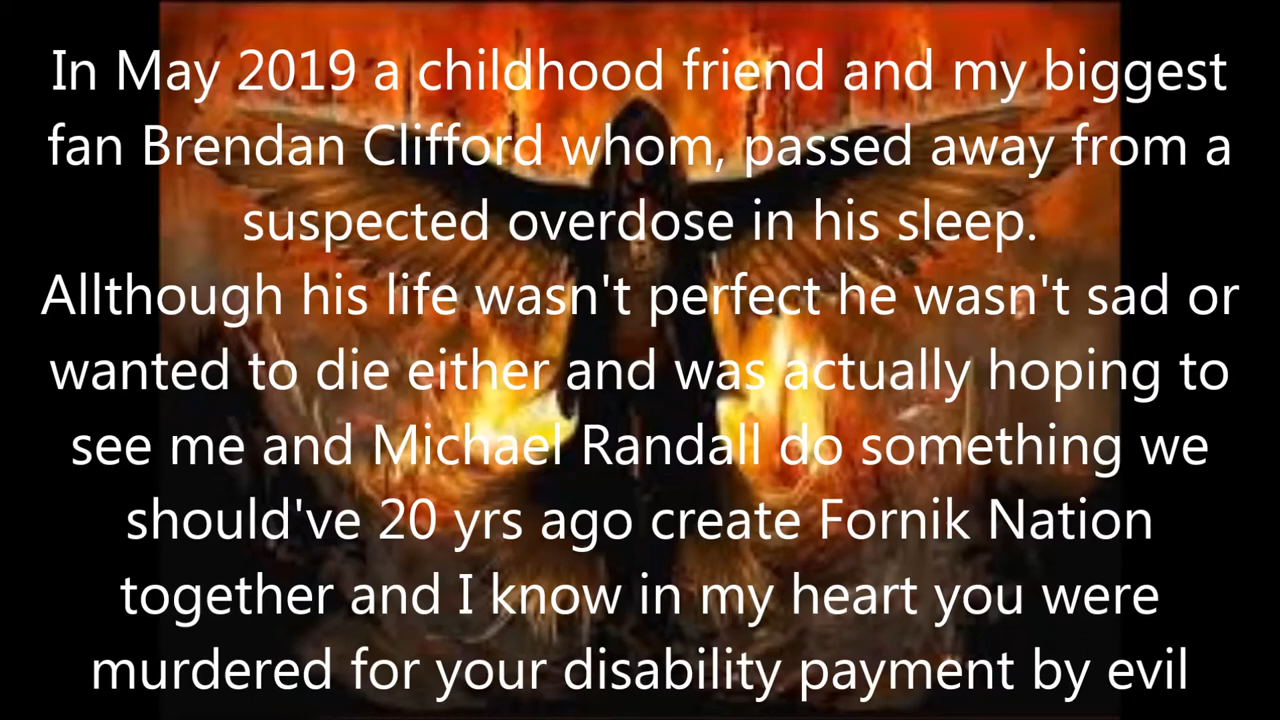 In May 2019 a childhood friend and my biggest
fan Brendan Clifford whom, passed away from a
suspected overdose in his sleep.
Allthough his life wasn't perfect he wasn't sad or
wanted to die either and was actually hoping to
see me and Michael Randall do something we
should've 20 yrs ago create Fornik Nation
together and I know in my heart you were
murdered for your disability payment by evil